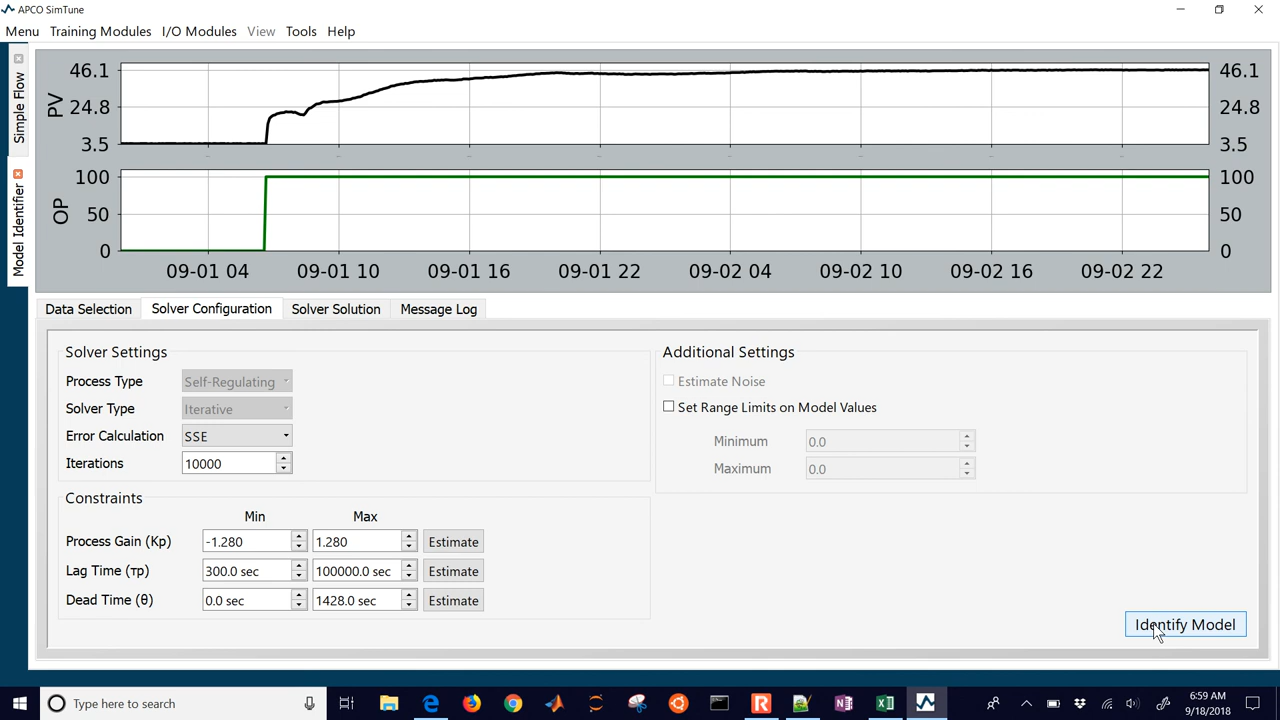 APCO SimTune
Menu Training Modules I/O Modules View Tools Help
Simple Flow
Model Identifier
PV
46.1
24.8
3.5
46.1
24.8
3.5
OP
100
50
0
100
50
0
09-01 04 09-01 10 09-01 16 09-01 22 09-02 04 09-02 10 09-02 16 09-02 22
Data Selection Solver Configuration Solver Solution Message Log
Solver Settings
Process Type Self-Regulating
Solver Type Iterative
Error Calculation SSE
Iterations 10000
Constraints
Min Max
Process Gain (Kp) -1.280 1.280 Estimate
Lag Time (τp) 300.0 sec 100000.0 sec Estimate
Dead Time (θ) 0.0 sec 1428.0 sec Estimate
Additional Settings
Estimate Noise
Set Range Limits on Model Values
Minimum 0.0
Maximum 0.0
Identify Model
Type here to search
6:59 AM
9/18/2018